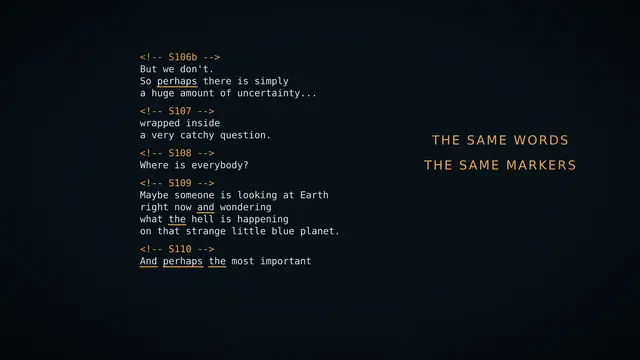 <!-- S106b -->
But we don't.
So perhaps there is simply
a huge amount of uncertainty...
<!-- S107 -->
wrapped inside
a very catchy question.
<!-- S108 -->
Where is everybody?
<!-- S109 -->
Maybe someone is looking at Earth
right now and wondering
what the hell is happening
on that strange little blue planet.
<!-- S110 -->
And perhaps the most important
THE SAME WORDS
THE SAME MARKERS